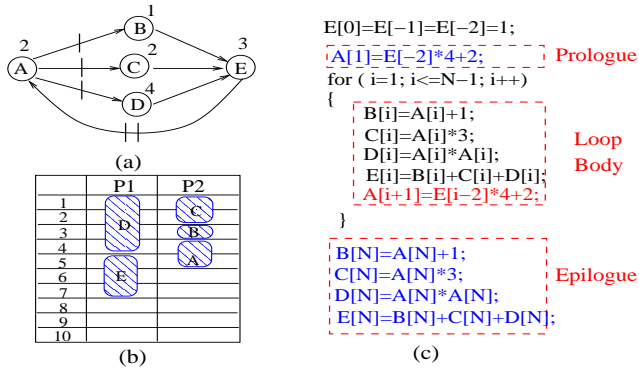 1
2
B
2
3
A
C
E
4
D
(a)
P1 P2
1
2
3
4
5
6
7
8
9
10
D
E
C
B
A
(b)
E[0]=E[-1]=E[-2]=1;
A[1]=E[-2]*4+2;
Prologue
for ( i=1; i<=N-1; i++)
{
B[i]=A[i]+1;
C[i]=A[i]*3;
D[i]=A[i]*A[i];
E[i]=B[i]+C[i]+D[i];
A[i+1]=E[i-2]*4+2;
Loop
Body
}
B[N]=A[N]+1;
C[N]=A[N]*3;
D[N]=A[N]*A[N];
E[N]=B[N]+C[N]+D[N];
Epilogue
(c)